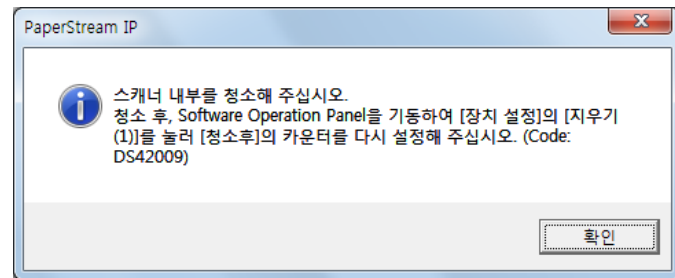 PaperStream IP
스캐너 내부를 청소해 주십시오.
청소 후, Software Operation Panel을 기동하여 [장치 설정]의 [지우기
(1)]를 눌러 [청소후]의 카운터를 다시 설정해 주십시오. (Code:
DS42009)
확인